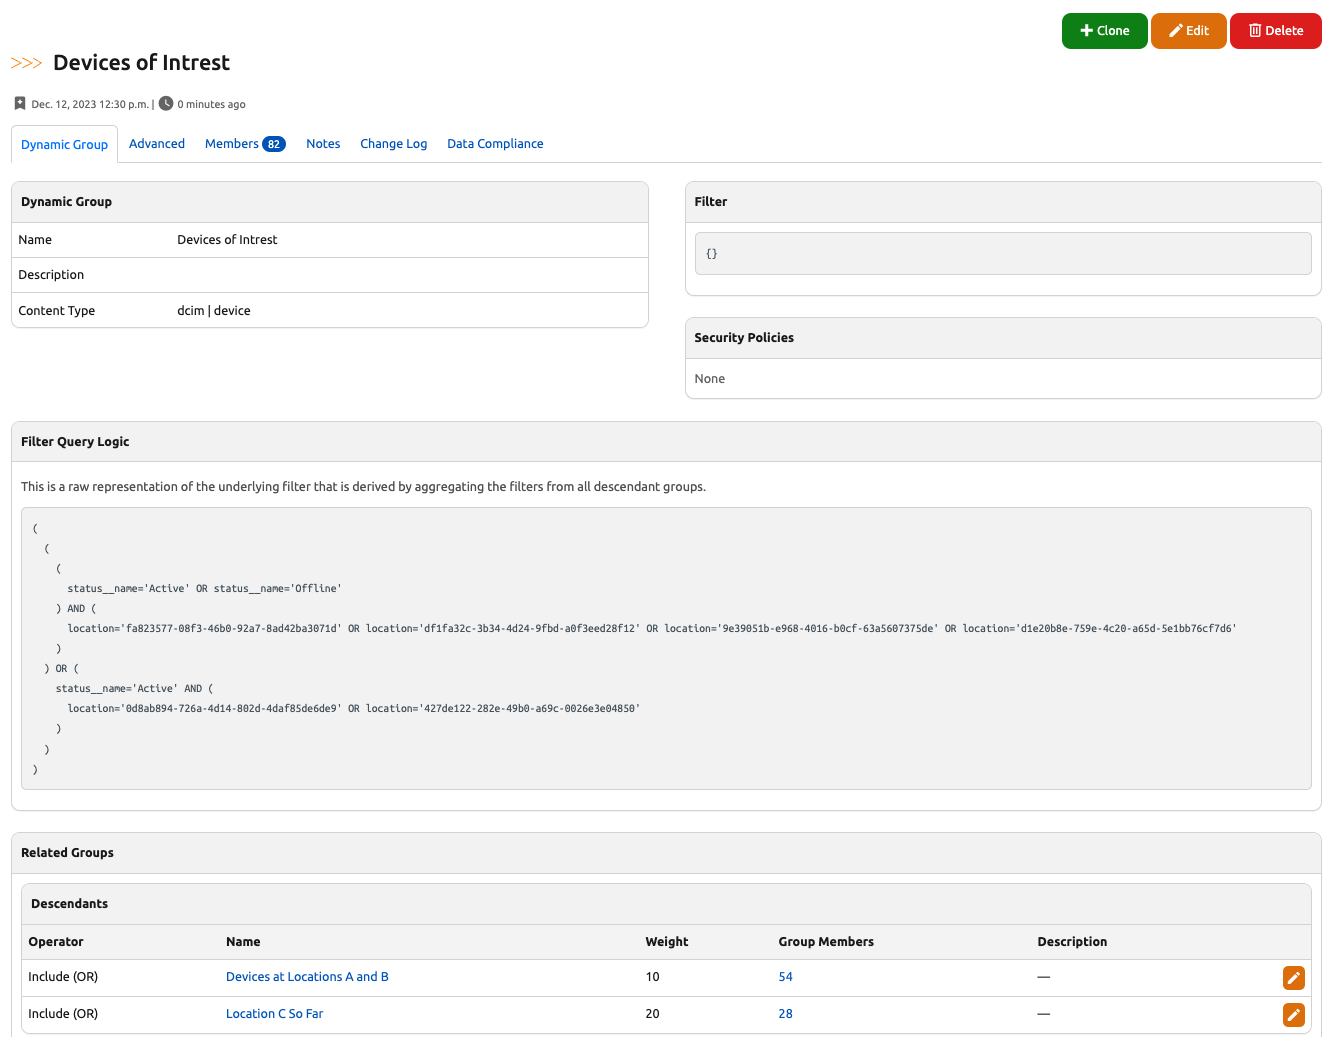 Clone
Edit
Delete
>>> Devices of Intrest
Dec. 12, 2023 12:30 p.m. | 0 minutes ago
Dynamic Group
Advanced
Members 82
Notes
Change Log
Data Compliance
Dynamic Group
Name Devices of Intrest
Description
Content Type dcim | device
Filter
{}
Security Policies
None
Filter Query Logic
This is a raw representation of the underlying filter that is derived by aggregating the filters from all descendant groups.
(
(
(
status__name='Active' OR status__name='Offline'
) AND (
location='fa823577-08f3-46b0-92a7-8ad42ba3071d' OR location='df1fa32c-3b34-4d24-9fbd-a0f3eed28f12' OR location='9e39051b-e968-4016-b0cf-63a5607375de' OR location='d1e20b8e-759e-4c20-a65d-5e1bb76cf7d6'
)
) OR (
status__name='Active' AND (
location='0d8ab894-726a-4d14-802d-4daf85de6de9' OR location='427de122-282e-49b0-a69c-0026e3e04850'
)
)
)
Related Groups
Descendants
Operator Name Weight Group Members Description
Include (OR) Devices at Locations A and B 10 54 —
Include (OR) Location C So Far 20 28 —